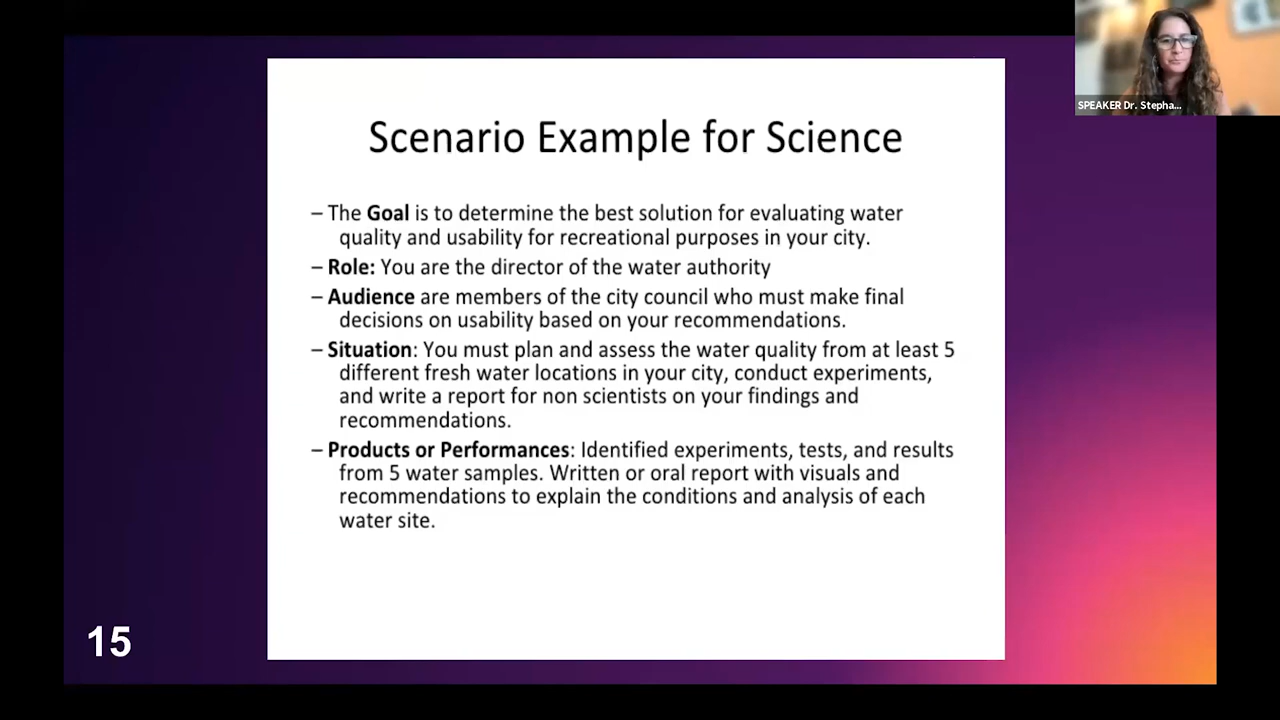 SPEAKER Dr. Stepha...
Scenario Example for Science
– The Goal is to determine the best solution for evaluating water
quality and usability for recreational purposes in your city.
– Role: You are the director of the water authority
– Audience are members of the city council who must make final
decisions on usability based on your recommendations.
– Situation: You must plan and assess the water quality from at least 5
different fresh water locations in your city, conduct experiments,
and write a report for non scientists on your findings and
recommendations.
– Products or Performances: Identified experiments, tests, and results
from 5 water samples. Written or oral report with visuals and
recommendations to explain the conditions and analysis of each
water site.
15